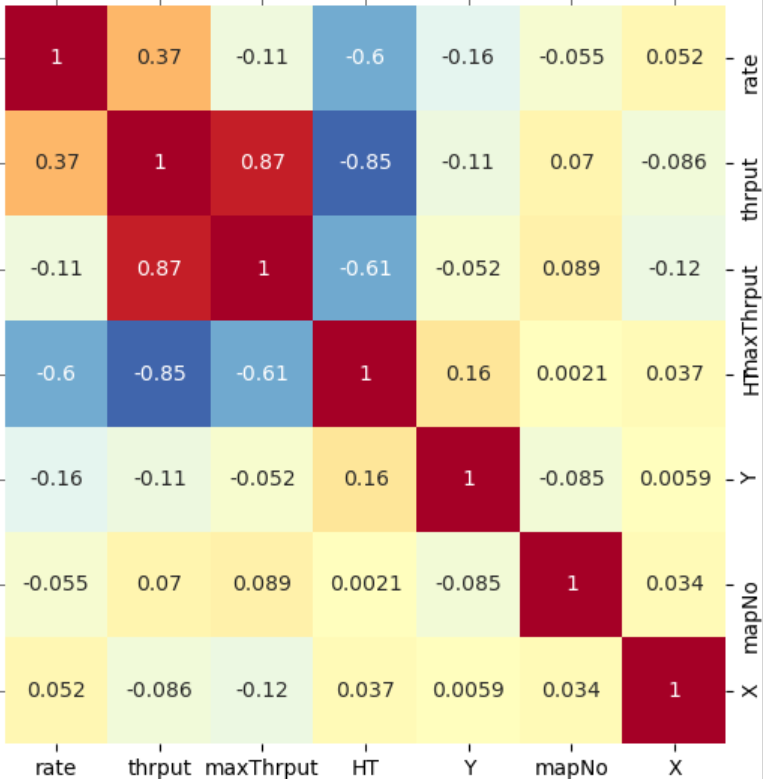 1 0.37 -0.11 -0.6 -0.16 -0.055 0.052 rate
0.37 1 0.87 -0.85 -0.11 0.07 -0.086 thrput
-0.11 0.87 1 -0.61 -0.052 0.089 -0.12 maxThrput
-0.6 -0.85 -0.61 1 0.16 0.0021 0.037 HT
-0.16 -0.11 -0.052 0.16 1 -0.085 0.0059 Y
-0.055 0.07 0.089 0.0021 -0.085 1 0.034 mapNo
0.052 -0.086 -0.12 0.037 0.0059 0.034 1 X
rate thrput maxThrput HT Y mapNo X